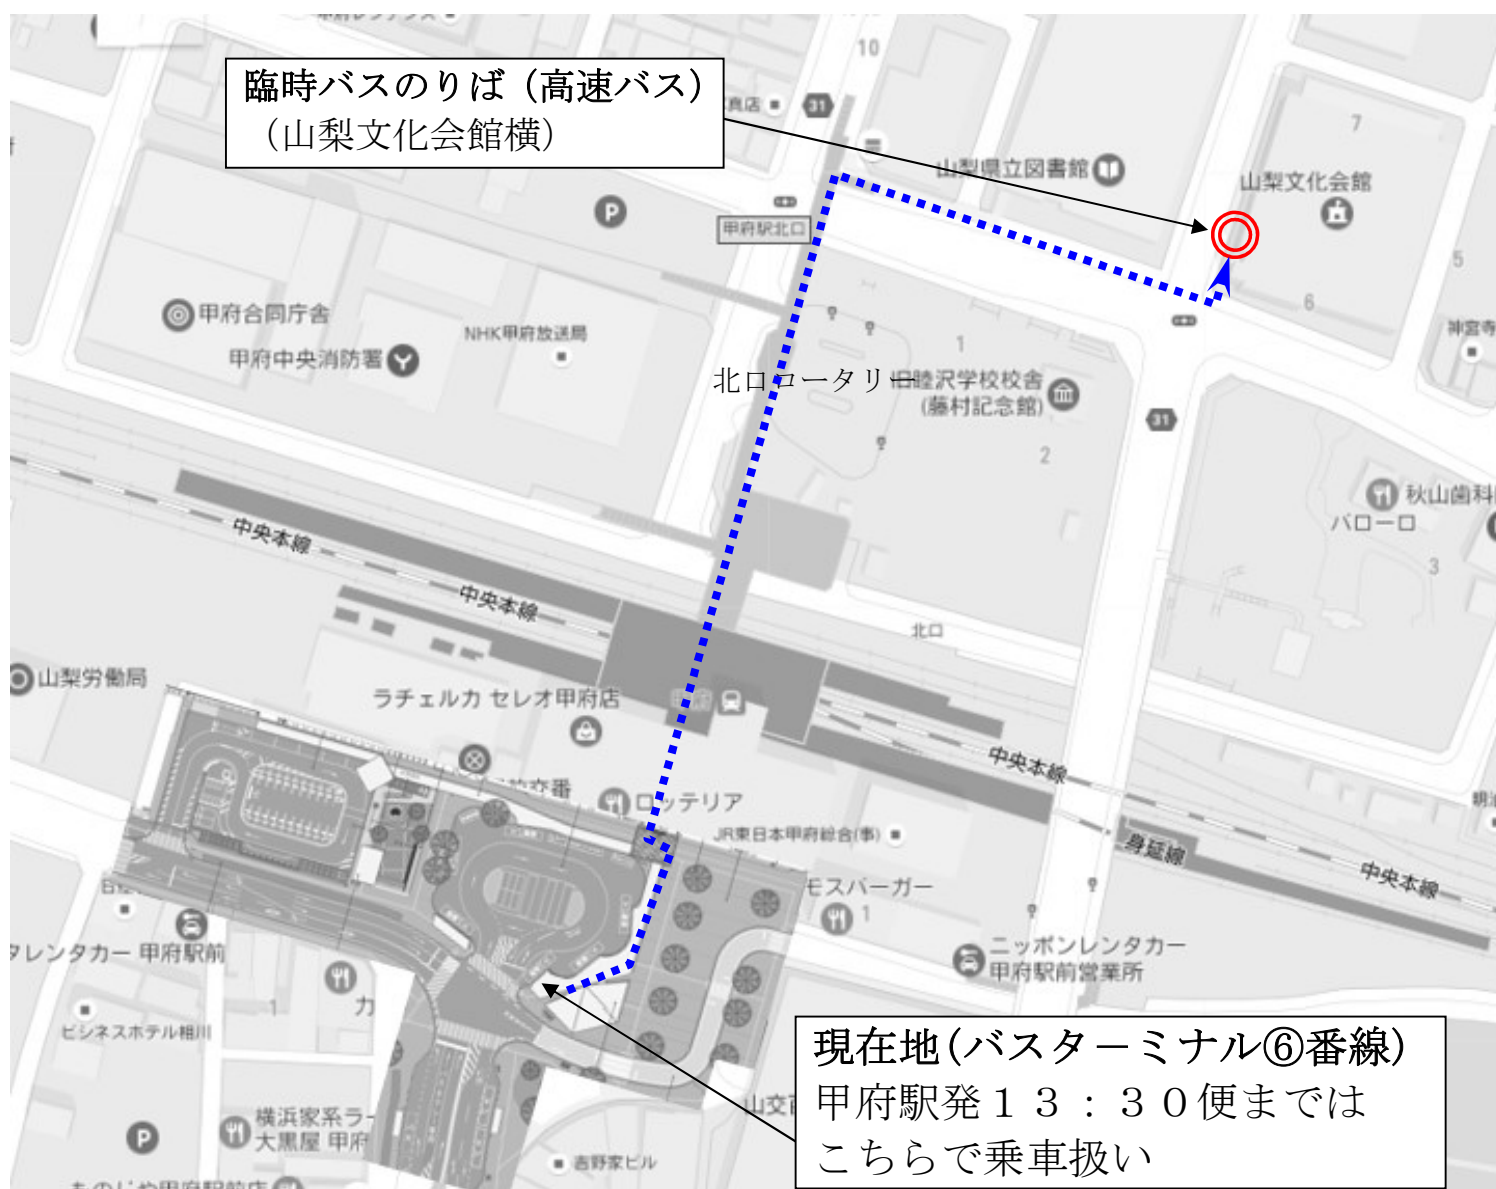 10
臨時バスのりば（高速バス）
（山梨文化会館横）
31
7
山梨県立図書館
山梨文化会館
P
甲府駅北口
5
6
甲府合同庁舎
NHK甲府放送局
甲府中央消防署
1
神宮寺
北口ロータリー
旧睦沢学校校舎
(藤村記念館)
31
2
秋山歯科
バローロ
中央本線
3
中央本線
北口
山梨労働局
ラチェルカ セレオ甲府店
甲府
中央本線
ロッテリア
JR東日本甲府総合(事)
身延線
中央本線
モスバーガー
1
タレンタカー 甲府駅前
ニッポンレンタカー
甲府駅前営業所
1
カ
ビジネスホテル相川
現在地(バスターミナル⑥番線)
甲府駅発１３：３０便までは
こちらで乗車扱い
山交
横浜家系ラー
大黒屋 甲府
P
吉野家ビル